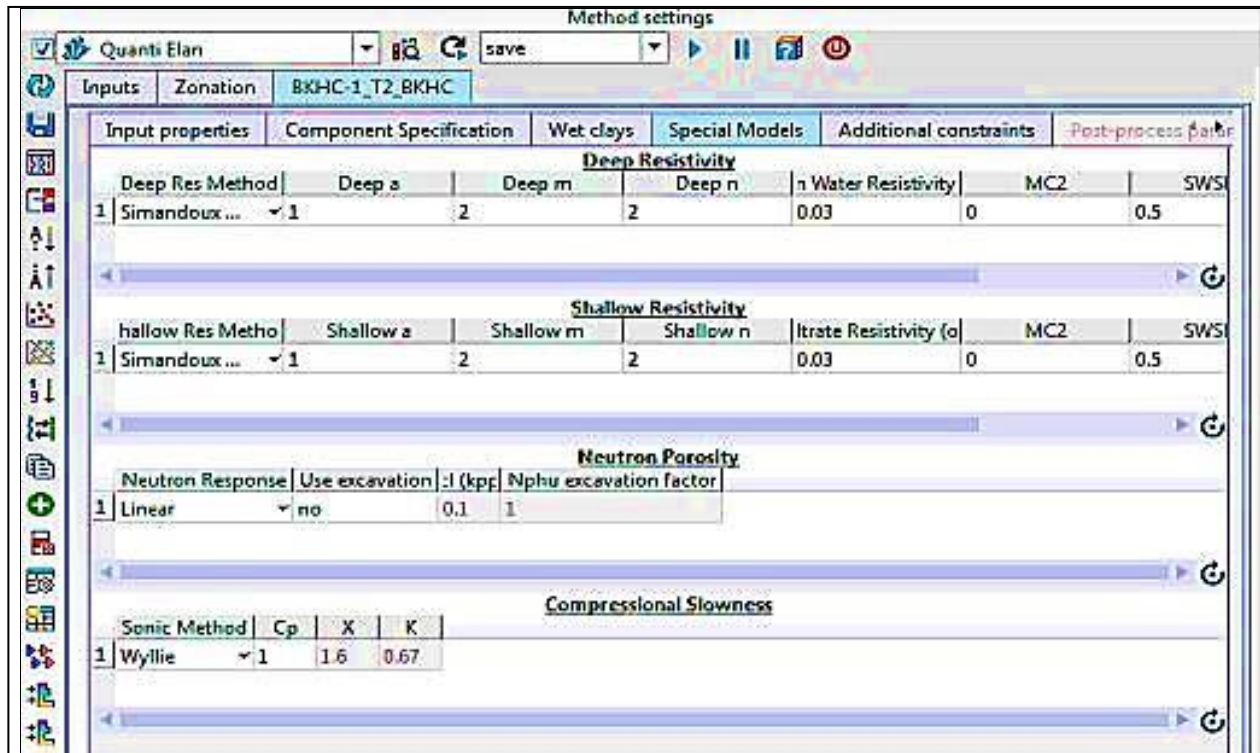 Method settings
Quanti Elan save
Inputs Zonation BKHC-1_T2_BKHC
Input properties Component Specification Wet clays Special Models Additional constraints Post-process
Deep Resistivity
Deep Res Method Deep a Deep m Deep n n Water Resistivity MC2 SWSI
1 Simandoux ... 1 2 2 0.03 0 0.5
Shallow Resistivity
hallow Res Metho Shallow a Shallow m Shallow n ltrate Resistivity (o MC2 SWSI
1 Simandoux ... 1 2 2 0.03 0 0.5
Neutron Porosity
Neutron Response Use excavation :l (kpp Nphu excavation factor
1 Linear no 0.1 1
Compressional Slowness
Sonic Method Cp X K
1 Wyllie 1 1.6 0.67